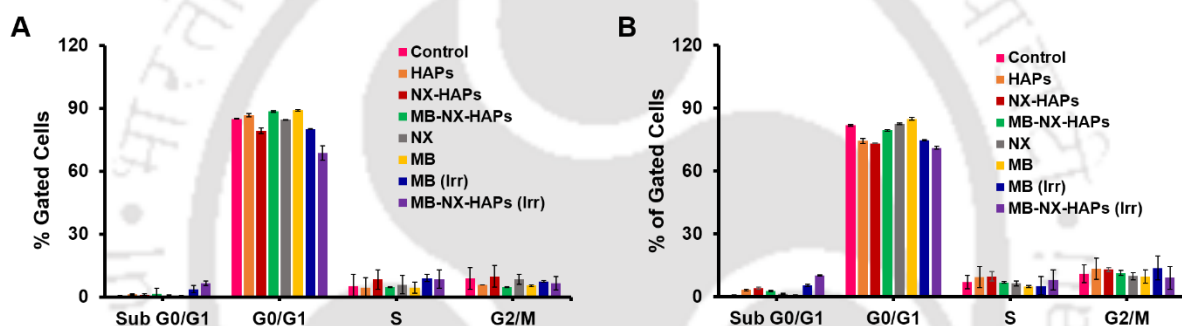 A
% Gated Cells
120
90
60
30
0
Control
HAPs
NX-HAPs
MB-NX-HAPs
NX
MB
MB (Irr)
MB-NX-HAPs (Irr)
Sub G0/G1 G0/G1 S G2/M
B
% of Gated Cells
120
90
60
30
0
Control
HAPs
NX-HAPs
MB-NX-HAPs
NX
MB
MB (Irr)
MB-NX-HAPs (Irr)
Sub G0/G1 G0/G1 S G2/M